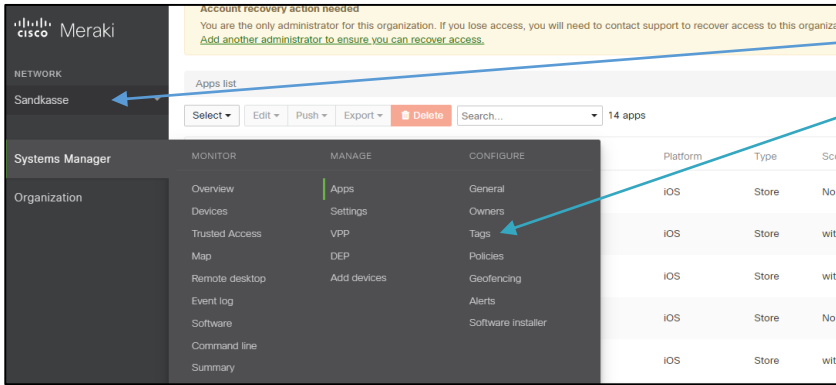 Account recovery action needed
You are the only administrator for this organization. If you lose access, you will need to contact support to recover access to this
Add another administrator to ensure you can recover access.
cisco Meraki
NETWORK
Sandkasse
Systems Manager
Organization
Apps list
Select Edit Push Export Delete Search... 14 apps
MONITOR MANAGE CONFIGURE Platform Type
Overview Apps General iOS Store No
Devices Settings Owners
Trusted Access VPP Tags iOS Store wit
Map DEP Policies
Remote desktop Add devices Geofencing iOS Store wit
Event log Alerts
Software Software installer iOS Store No
Command line
Summary iOS Store wit